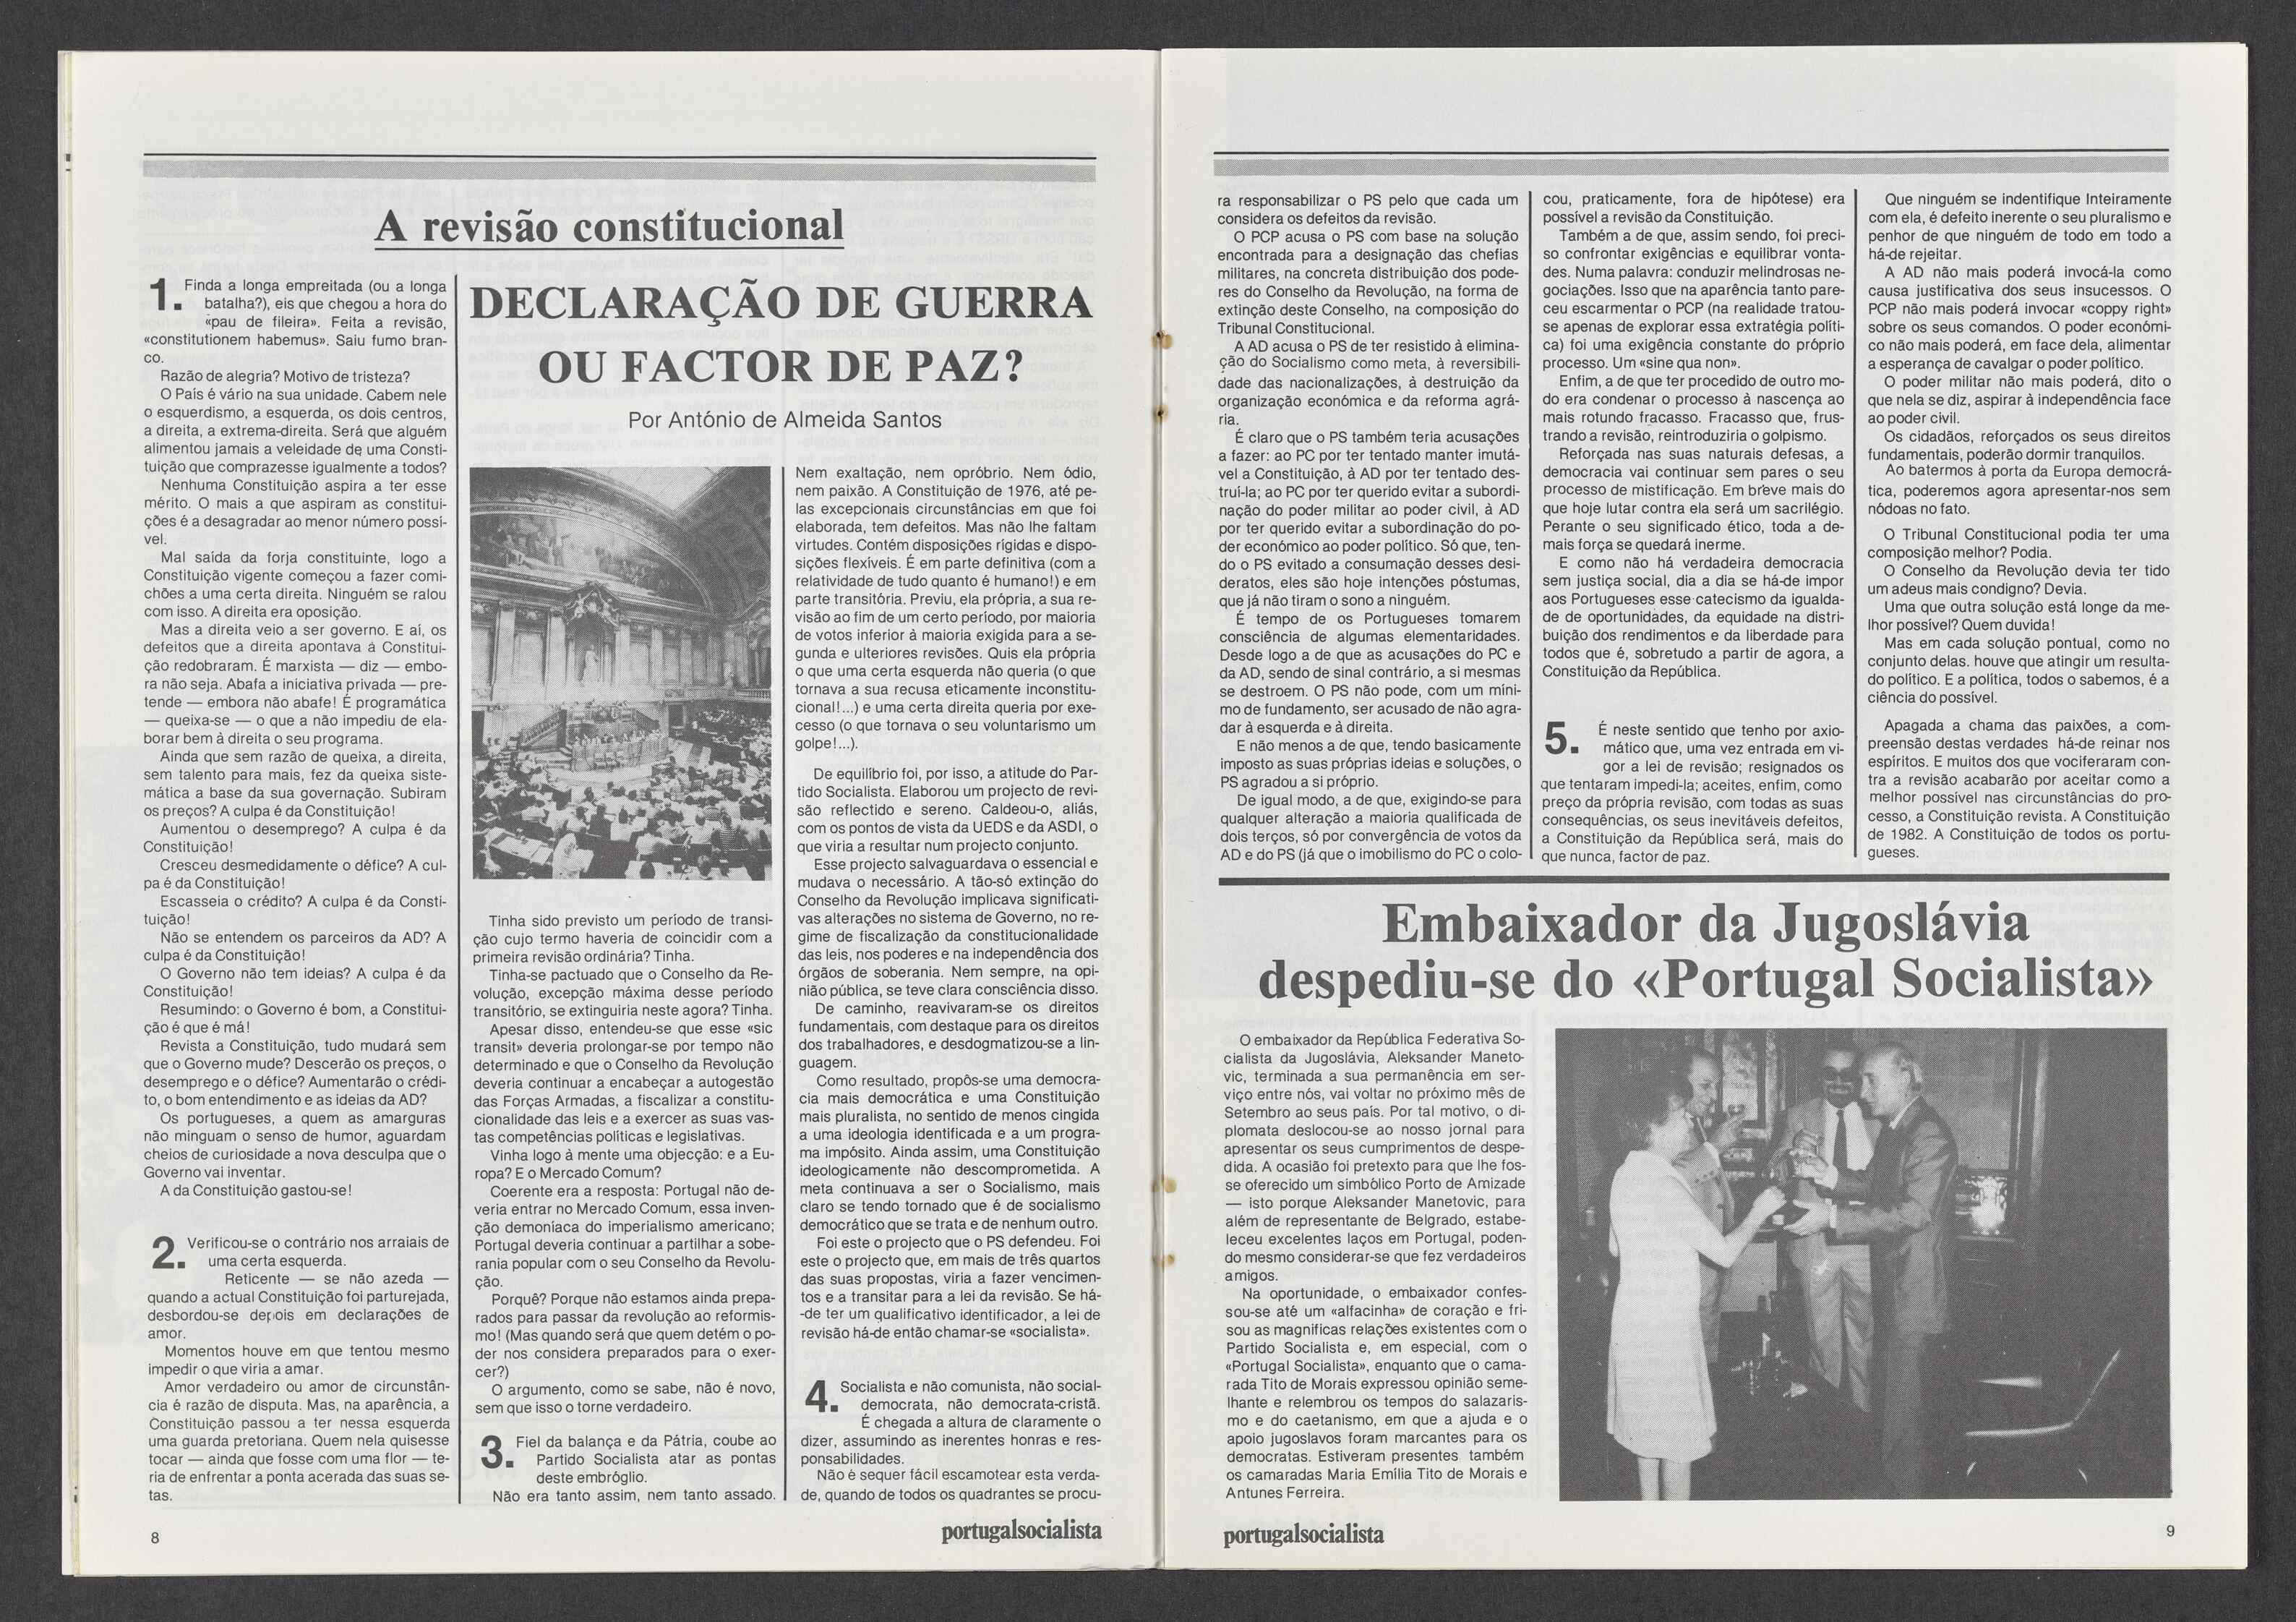 A revisão constitucional
DECLARAÇÃO DE GUERRA
OU FACTOR DE PAZ?
Por António de Almeida Santos
1. Finda a longa empreitada (ou a longa
batalha?), eis que chegou a hora do
«pau de fileira». Feita a revisão,
«constitutionem habemus». Saiu fumo bran-
co.
Razão de alegria? Motivo de tristeza?
O País é vário na sua unidade. Cabem nele
o esquerdismo, a esquerda, os dois centros,
a direita, a extrema-direita. Será que alguém
alimentou jamais a veleidade de uma Consti-
tuição que comprazesse igualmente a todos?
Nenhuma Constituição aspira a ter esse
mérito. O mais a que aspiram as constitui-
ções é a desagradar ao menor número possí-
vel.
Mal saída da forja constituinte, logo a
Constituição vigente começou a fazer comi-
chões a uma certa direita. Ninguém se ralou
com isso. A direita era oposição.
Mas a direita veio a ser governo. E aí, os
defeitos que a direita apontava á Constitui-
ção redobraram. É marxista — diz — embo-
ra não seja. Abafa a iniciativa privada — pre-
tende — embora não abafe! É programática
— queixa-se — o que a não impediu de ela-
borar bem à direita o seu programa.
Ainda que sem razão de queixa, a direita,
sem talento para mais, fez da queixa siste-
mática a base da sua governação. Subiram
os preços? A culpa é da Constituição!
Aumentou o desemprego? A culpa é da
Constituição!
Cresceu desmedidamente o défice? A cul-
pa é da Constituição!
Escasseia o crédito? A culpa é da Consti-
tuição!
Não se entendem os parceiros da AD? A
culpa é da Constituição!
O Governo não tem ideias? A culpa é da
Constituição!
Resumindo: o Governo é bom, a Constitui-
ção é que é má!
Revista a Constituição, tudo mudará sem
que o Governo mude? Descerão os preços, o
desemprego e o défice? Aumentarão o crédi-
to, o bom entendimento e as ideias da AD?
Os portugueses, a quem as amarguras
não minguam o senso de humor, aguardam
cheios de curiosidade a nova desculpa que o
Governo vai inventar.
A da Constituição gastou-se!
2. Verificou-se o contrário nos arraiais de
uma certa esquerda.
Reticente — se não azeda —
quando a actual Constituição foi parturejada,
desbordou-se depois em declarações de
amor.
Momentos houve em que tentou mesmo
impedir o que viria a amar.
Amor verdadeiro ou amor de circunstân-
cia é razão de disputa. Mas, na aparência, a
Constituição passou a ter nessa esquerda
uma guarda pretoriana. Quem nela quisesse
tocar — ainda que fosse com uma flor — te-
ria de enfrentar a ponta acerada das suas se-
tas.
Tinha sido previsto um período de transi-
ção cujo termo haveria de coincidir com a
primeira revisão ordinária? Tinha.
Tinha-se pactuado que o Conselho da Re-
volução, excepção máxima desse período
transitório, se extinguiria neste agora? Tinha.
Apesar disso, entendeu-se que esse «sic
transit» deveria prolongar-se por tempo não
determinado e que o Conselho da Revolução
deveria continuar a encabeçar a autogestão
das Forças Armadas, a fiscalizar a constitu-
cionalidade das leis e a exercer as suas vas-
tas competências políticas e legislativas.
Vinha logo à mente uma objecção: e a Eu-
ropa? E o Mercado Comum?
Coerente era a resposta: Portugal não de-
veria entrar no Mercado Comum, essa inven-
ção demoníaca do imperialismo americano;
Portugal deveria continuar a partilhar a sobe-
rania popular com o seu Conselho da Revolu-
ção.
Porquê? Porque não estamos ainda prepa-
rados para passar da revolução ao reformis-
mo! (Mas quando será que quem detém o po-
der nos considera preparados para o exer-
cer?)
O argumento, como se sabe, não é novo,
sem que isso o torne verdadeiro.
3. Fiel da balança e da Pátria, coube ao
Partido Socialista atar as pontas
deste embróglio.
Não era tanto assim, nem tanto assado.
Nem exaltação, nem opróbrio. Nem ódio,
nem paixão. A Constituição de 1976, até pe-
las excepcionais circunstâncias em que foi
elaborada, tem defeitos. Mas não lhe faltam
virtudes. Contém disposições rígidas e dispo-
sições flexíveis. É em parte definitiva (com a
relatividade de tudo quanto é humano!) e em
parte transitória. Previu, ela própria, a sua re-
visão ao fim de um certo período, por maioria
de votos inferior à maioria exigida para a se-
gunda e ulteriores revisões. Quis ela própria
o que uma certa esquerda não queria (o que
tornava a sua recusa eticamente inconstitu-
cional!...) e uma certa direita queria por exe-
cesso (o que tornava o seu voluntarismo um
golpe!...).
De equilíbrio foi, por isso, a atitude do Par-
tido Socialista. Elaborou um projecto de revi-
são reflectido e sereno. Caldeou-o, aliás,
com os pontos de vista da UEDS e da ASDI, o
que viria a resultar num projecto conjunto.
Esse projecto salvaguardava o essencial e
mudava o necessário. A tão-só extinção do
Conselho da Revolução implicava significati-
vas alterações no sistema de Governo, no re-
gime de fiscalização da constitucionalidade
das leis, nos poderes e na independência dos
órgãos de soberania. Nem sempre, na opi-
nião pública, se teve clara consciência disso.
De caminho, reavivaram-se os direitos
fundamentais, com destaque para os direitos
dos trabalhadores, e desdogmatizou-se a lin-
guagem.
Como resultado, propôs-se uma democra-
cia mais democrática e uma Constituição
mais pluralista, no sentido de menos cingida
a uma ideologia identificada e a um progra-
ma impósito. Ainda assim, uma Constituição
ideologicamente não descomprometida. A
meta continuava a ser o Socialismo, mais
claro se tendo tornado que é de socialismo
democrático que se trata e de nenhum outro.
Foi este o projecto que o PS defendeu. Foi
este o projecto que, em mais de três quartos
das suas propostas, viria a fazer vencimen-
tos e a transitar para a lei da revisão. Se há-
-de ter um qualificativo identificador, a lei de
revisão há-de então chamar-se «socialista».
4. Socialista e não comunista, não social-
democrata, não democrata-cristã.
É chegada a altura de claramente o
dizer, assumindo as inerentes honras e res-
ponsabilidades.
Não é sequer fácil escamotear esta verda-
de, quando de todos os quadrantes se procu-
8
portugalsocialista
ra responsabilizar o PS pelo que cada um
considera os defeitos da revisão.
O PCP acusa o PS com base na solução
encontrada para a designação das chefias
militares, na concreta distribuição dos pode-
res do Conselho da Revolução, na forma de
extinção deste Conselho, na composição do
Tribunal Constitucional.
A AD acusa o PS de ter resistido à elimina-
ção do Socialismo como meta, à reversibili-
dade das nacionalizações, à destruição da
organização económica e da reforma agrá-
ria.
É claro que o PS também teria acusações
a fazer: ao PC por ter tentado manter imutá-
vel a Constituição, à AD por ter tentado des-
truí-la; ao PC por ter querido evitar a subordi-
nação do poder militar ao poder civil, à AD
por ter querido evitar a subordinação do po-
der económico ao poder político. Só que, ten-
do o PS evitado a consumação desses desi-
deratos, eles são hoje intenções póstumas,
que já não tiram o sono a ninguém.
É tempo de os Portugueses tomarem
consciência de algumas elementaridades.
Desde logo a de que as acusações do PC e
da AD, sendo de sinal contrário, a si mesmas
se destroem. O PS não pode, com um míni-
mo de fundamento, ser acusado de não agra-
dar à esquerda e à direita.
E não menos a de que, tendo basicamente
imposto as suas próprias ideias e soluções, o
PS agradou a si próprio.
De igual modo, a de que, exigindo-se para
qualquer alteração a maioria qualificada de
dois terços, só por convergência de votos da
AD e do PS (já que o imobilismo do PC o colo-
cou, praticamente, fora de hipótese) era
possível a revisão da Constituição.
Também a de que, assim sendo, foi preci-
so confrontar exigências e equilibrar vonta-
des. Numa palavra: conduzir melindrosas ne-
gociações. Isso que na aparência tanto pare-
ceu escarmentar o PCP (na realidade tratou-
se apenas de explorar essa extratégia políti-
ca) foi uma exigência constante do próprio
processo. Um «sine qua non».
Enfim, a de que ter procedido de outro mo-
do era condenar o processo à nascença ao
mais rotundo fracasso. Fracasso que, frus-
trando a revisão, reintroduziria o golpismo.
Reforçada nas suas naturais defesas, a
democracia vai continuar sem pares o seu
processo de mistificação. Em breve mais do
que hoje lutar contra ela será um sacrilégio.
Perante o seu significado ético, toda a de-
mais força se quedará inerme.
E como não há verdadeira democracia
sem justiça social, dia a dia se há-de impor
aos Portugueses esse catecismo da igualda-
de de oportunidades, da equidade na distri-
buição dos rendimentos e da liberdade para
todos que é, sobretudo a partir de agora, a
Constituição da República.
5. É neste sentido que tenho por axio-
mático que, uma vez entrada em vi-
gor a lei de revisão; resignados os
que tentaram impedi-la; aceites, enfim, como
preço da própria revisão, com todas as suas
consequências, os seus inevitáveis defeitos,
a Constituição da República será, mais do
que nunca, factor de paz.
Que ninguém se indentifique Inteiramente
com ela, é defeito inerente o seu pluralismo e
penhor de que ninguém de todo em todo a
há-de rejeitar.
A AD não mais poderá invocá-la como
causa justificativa dos seus insucessos. O
PCP não mais poderá invocar «coppy right»
sobre os seus comandos. O poder económi-
co não mais poderá, em face dela, alimentar
a esperança de cavalgar o poder político.
O poder militar não mais poderá, dito o
que nela se diz, aspirar à independência face
ao poder civil.
Os cidadãos, reforçados os seus direitos
fundamentais, poderão dormir tranquilos.
Ao batermos à porta da Europa democrá-
tica, poderemos agora apresentar-nos sem
nódoas no fato.
O Tribunal Constitucional podia ter uma
composição melhor? Podia.
O Conselho da Revolução devia ter tido
um adeus mais condigno? Devia.
Uma que outra solução está longe da me-
lhor possível? Quem duvida!
Mas em cada solução pontual, como no
conjunto delas. houve que atingir um resulta-
do político. E a política, todos o sabemos, é a
ciência do possível.
Apagada a chama das paixões, a com-
preensão destas verdades há-de reinar nos
espíritos. E muitos dos que vociferaram con-
tra a revisão acabarão por aceitar como a
melhor possível nas circunstâncias do pro-
cesso, a Constituição revista. A Constituição
de 1982. A Constituição de todos os portu-
gueses.
Embaixador da Jugoslávia
despediu-se do «Portugal Socialista»
O embaixador da República Federativa So-
cialista da Jugoslávia, Aleksander Maneto-
vic, terminada a sua permanência em ser-
viço entre nós, vai voltar no próximo mês de
Setembro ao seu país. Por tal motivo, o di-
plomata deslocou-se ao nosso jornal para
apresentar os seus cumprimentos de despe-
dida. A ocasião foi pretexto para que lhe fos-
se oferecido um simbólico Porto de Amizade
— isto porque Aleksander Manetovic, para
além de representante de Belgrado, estabe-
leceu excelentes laços em Portugal, poden-
do mesmo considerar-se que fez verdadeiros
amigos.
Na oportunidade, o embaixador confes-
sou-se até um «alfacinha» de coração e fri-
sou as magníficas relações existentes com o
Partido Socialista e, em especial, com o
«Portugal Socialista», enquanto que o cama-
rada Tito de Morais expressou opinião seme-
lhante e relembrou os tempos do salazaris-
mo e do caetanismo, em que a ajuda e o
apoio jugoslavos foram marcantes para os
democratas. Estiveram presentes também
os camaradas Maria Emília Tito de Morais e
Antunes Ferreira.
portugalsocialista
9